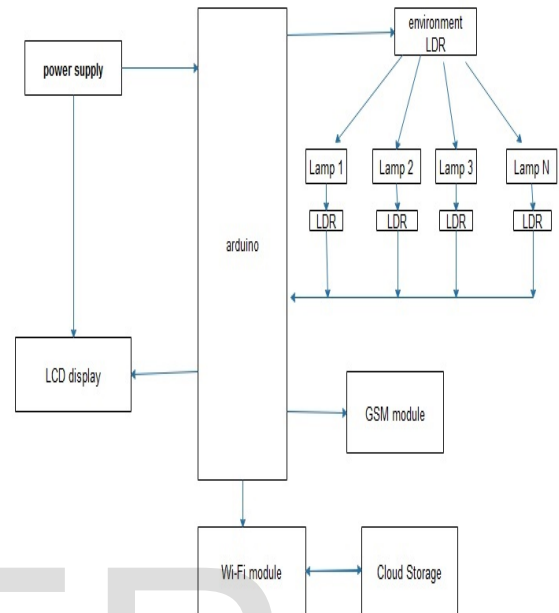 environment
LDR
power supply
Lamp 1
Lamp 2
Lamp 3
Lamp N
LDR
LDR
LDR
LDR
arduino
LCD display
GSM module
Wi-Fi module
Cloud Storage